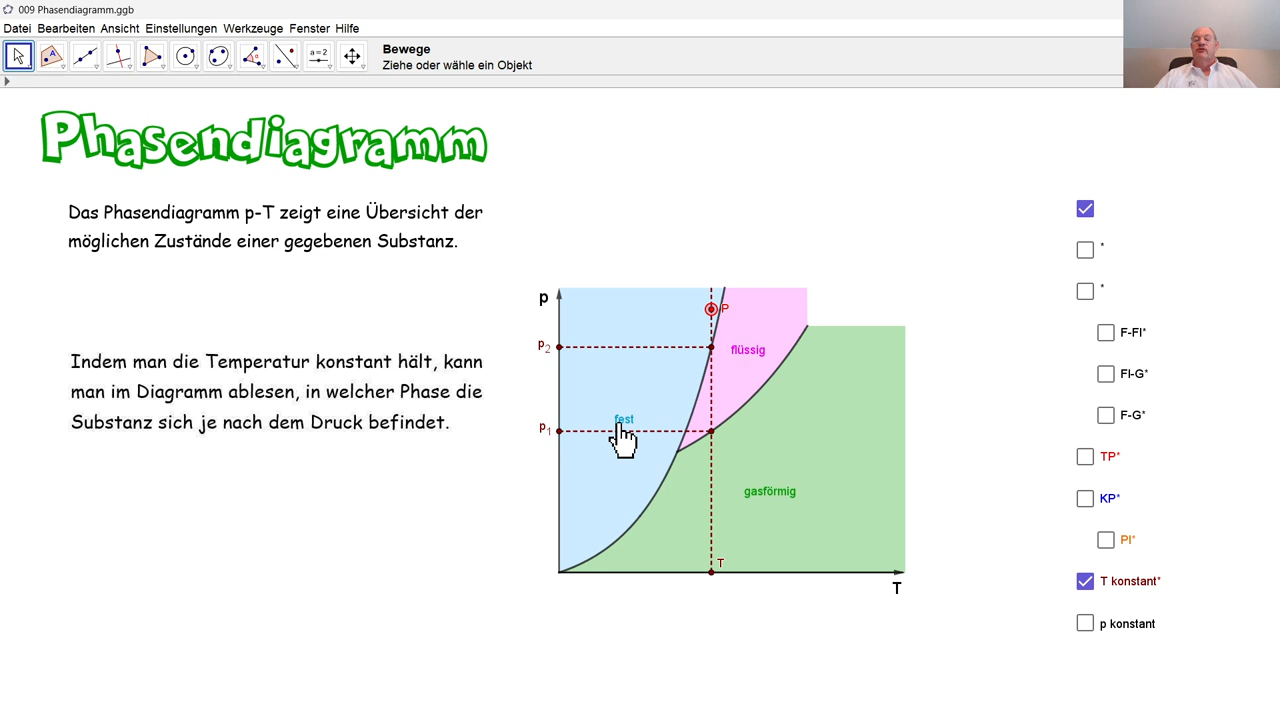 009 Phasendiagramm.ggb
Datei Bearbeiten Ansicht Einstellungen Werkzeuge Fenster Hilfe
A
a=2
Bewege
Ziehe oder wähle ein Objekt
Phasendiagramm
Das Phasendiagramm p-T zeigt eine Übersicht der
möglichen Zustände einer gegebenen Substanz.
Indem man die Temperatur konstant hält, kann
man im Diagramm ablesen, in welcher Phase die
Substanz sich je nach dem Druck befindet.
p
P
p2
flüssig
fest
p1
gasförmig
T
T
*
*
F-Fl*
Fl-G*
F-G*
TP*
KP*
PI*
T konstant*
p konstant